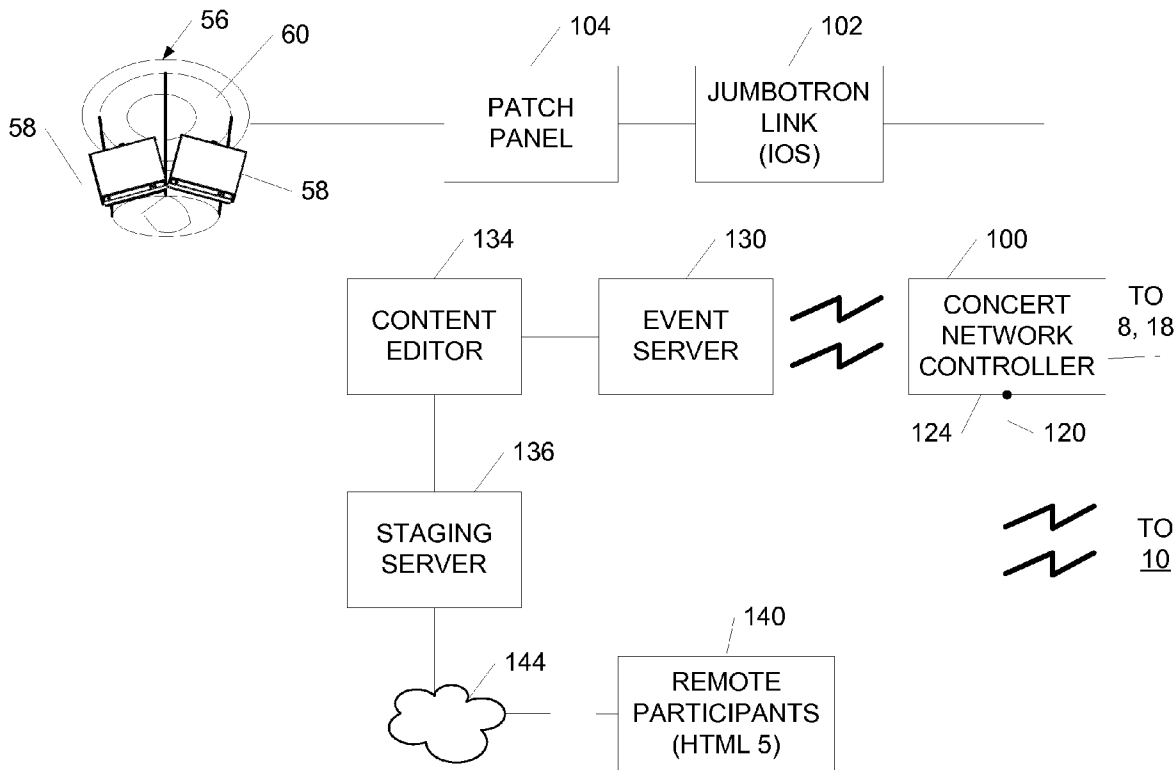 56
60
104
102
58
58
PATCH
PANEL
JUMBOTRON
LINK
(IOS)
134
130
100
CONTENT
EDITOR
EVENT
SERVER
CONCERT
NETWORK
CONTROLLER
TO
8, 18
124
120
136
STAGING
SERVER
TO
10
144
140
REMOTE
PARTICIPANTS
(HTML 5)